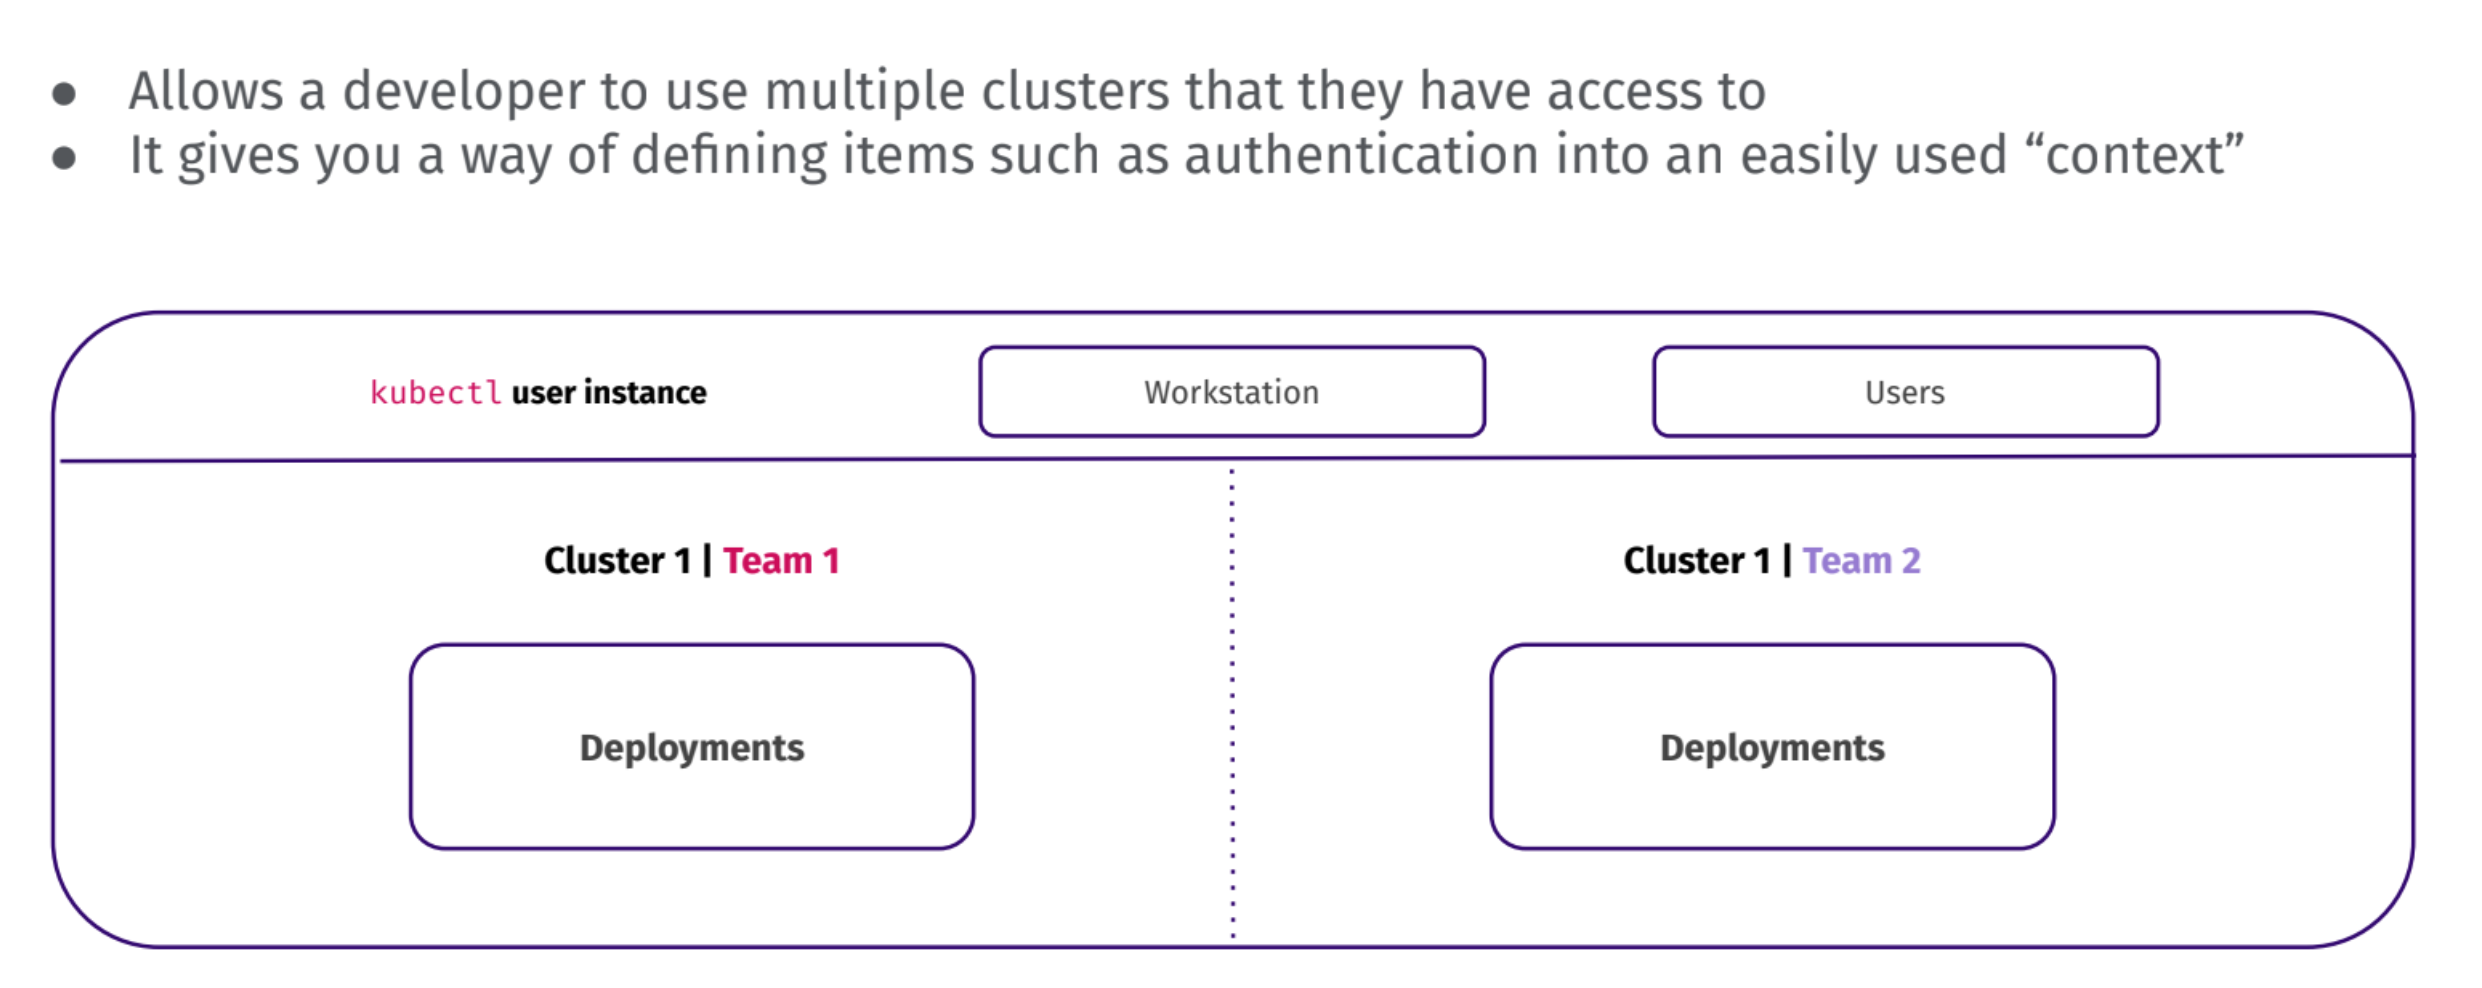 ● Allows a developer to use multiple clusters that they have access to
● It gives you a way of defining items such as authentication into an easily used “context”
kubectl user instance
Workstation
Users
Cluster 1 | Team 1
Cluster 1 | Team 2
Deployments
Deployments